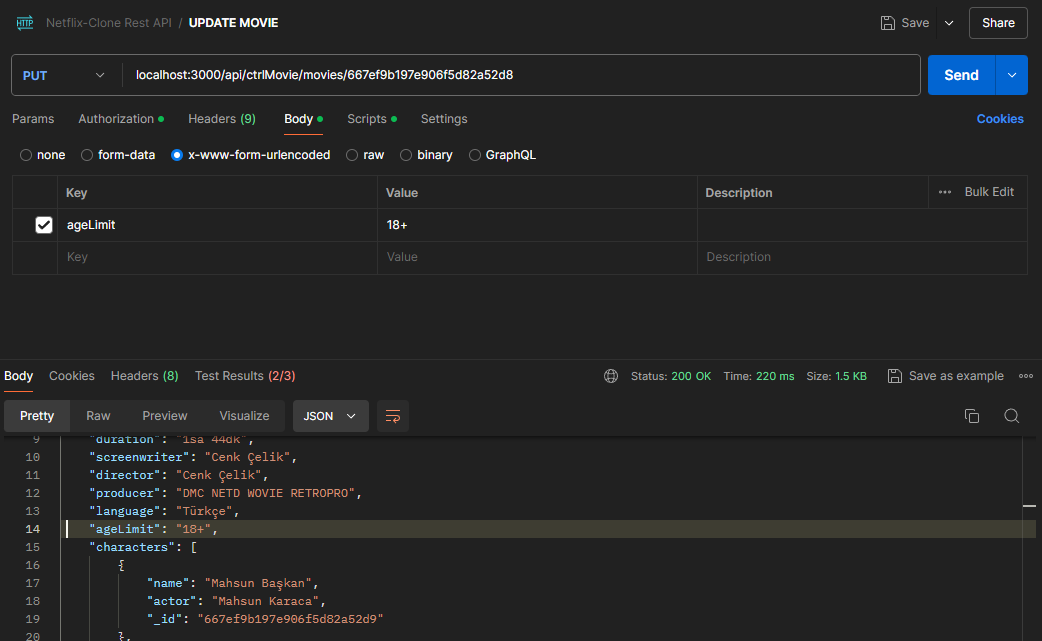 HTTP Netflix-Clone Rest API / UPDATE MOVIE Save Share
PUT localhost:3000/api/ctrlMovie/movies/667ef9b197e906f5d82a52d8 Send
Params Authorization Headers (9) Body Scripts Settings Cookies
none form-data x-www-form-urlencoded raw binary GraphQL
Key Value Description ••• Bulk Edit
ageLimit 18+
Key Value Description
Body Cookies Headers (8) Test Results (2/3) Status: 200 OK Time: 220 ms Size: 1.5 KB Save as example
Pretty Raw Preview Visualize JSON
9 "duration": "1sa 44dk",
10 "screenwriter": "Cenk Çelik",
11 "director": "Cenk Çelik",
12 "producer": "DMC NETD WOVIE RETROPRO",
13 "language": "Türkçe",
14 "ageLimit": "18+",
15 "characters": [
16 {
17 "name": "Mahsun Başkan",
18 "actor": "Mahsun Karaca",
19 "_id": "667ef9b197e906f5d82a52d9"
20 },